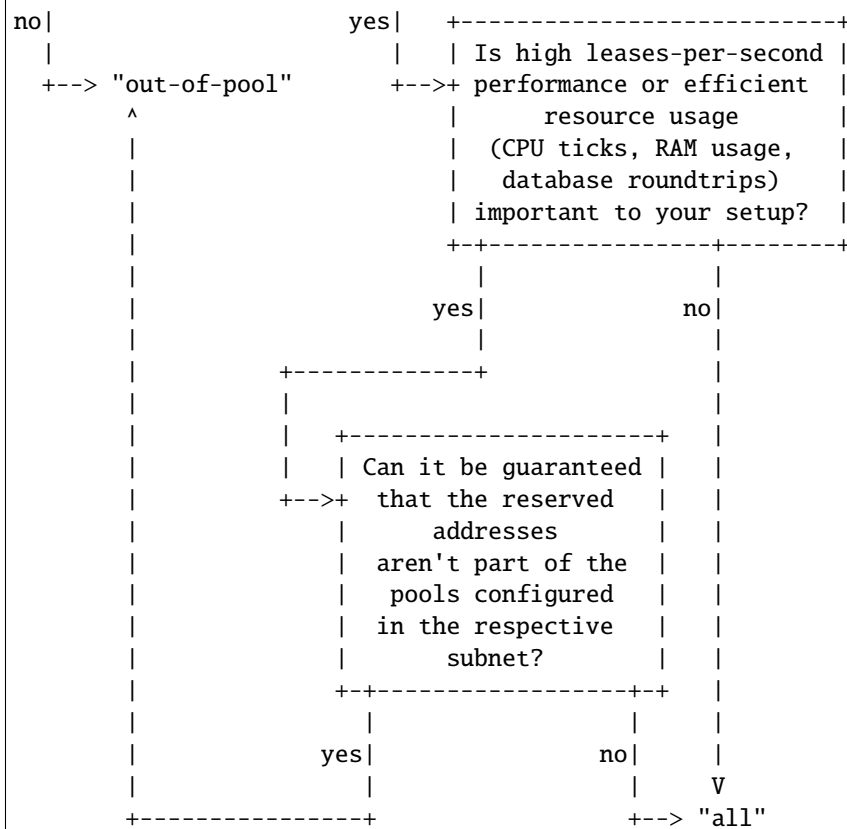 no| yes| +---------------------------+
| | | Is high leases-per-second |
+--> "out-of-pool" +-->+ performance or efficient |
^ | resource usage |
| | (CPU ticks, RAM usage, |
| | database roundtrips) |
| | important to your setup? |
| +-+----------------+--------+
| | |
| yes| no|
| | |
| +-------------+ |
| | |
| | +----------------------+ |
| | | Can it be guaranteed | |
| +-->+ that the reserved | |
| | addresses | |
| | aren't part of the | |
| | pools configured | |
| | in the respective | |
| | subnet? | |
| +-+------------------+-+ |
| | | |
| yes| no| |
| | | V
+----------------+ +--> "all"